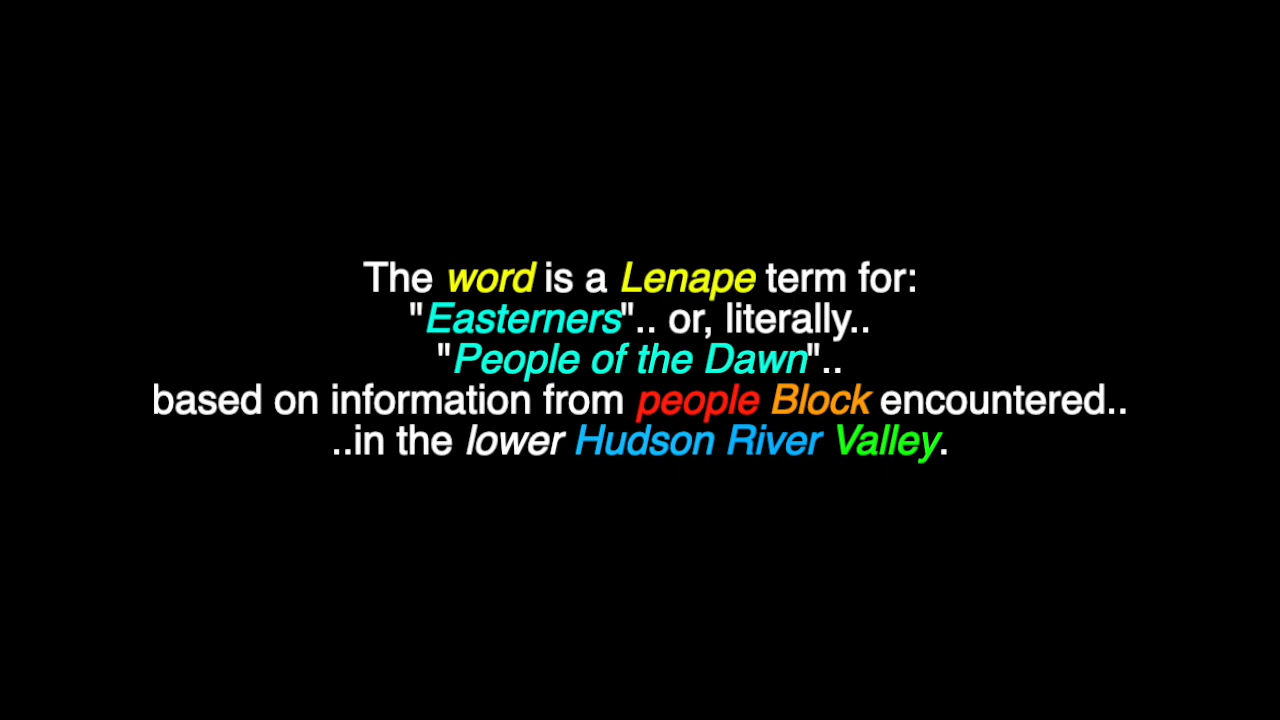 The word is a Lenape term for:
"Easterners".. or, literally..
"People of the Dawn"..
based on information from people Block encountered..
..in the lower Hudson River Valley.